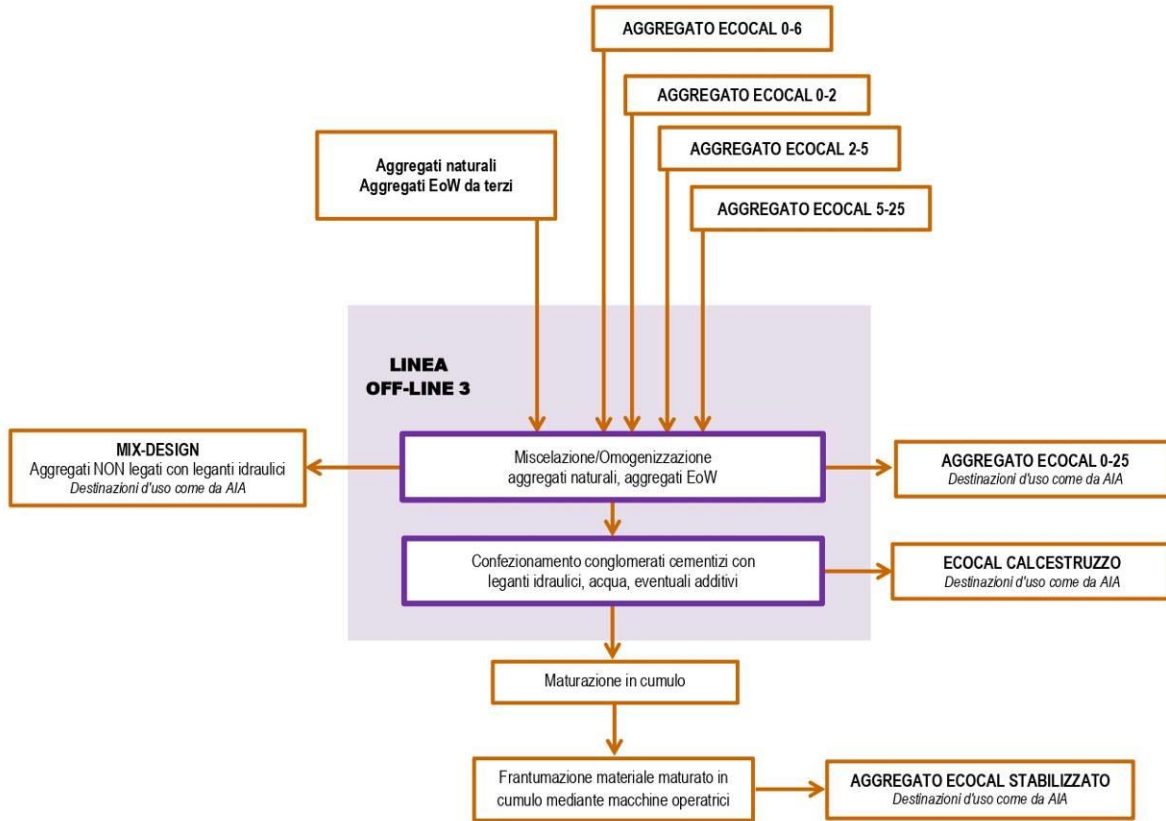 AGGREGATO ECOCAL 0-6
AGGREGATO ECOCAL 0-2
AGGREGATO ECOCAL 2-5
Aggregati naturali
Aggregati EoW da terzi
AGGREGATO ECOCAL 5-25
LINEA
OFF-LINE 3
MIX-DESIGN
Aggregati NON legati con leganti idraulici
Destinazioni d'uso come da AIA
Miscelazione/Omogenizzazione
aggregati naturali, aggregati EoW
AGGREGATO ECOCAL 0-25
Destinazioni d'uso come da AIA
Confezionamento conglomerati cementizi con
leganti idraulici, acqua, eventuali additivi
ECOCAL CALCESTRUZZO
Destinazioni d'uso come da AIA
Maturazione in cumulo
Frantumazione materiale maturato in
cumulo mediante macchine operatrici
AGGREGATO ECOCAL STABILIZZATO
Destinazioni d'uso come da AIA